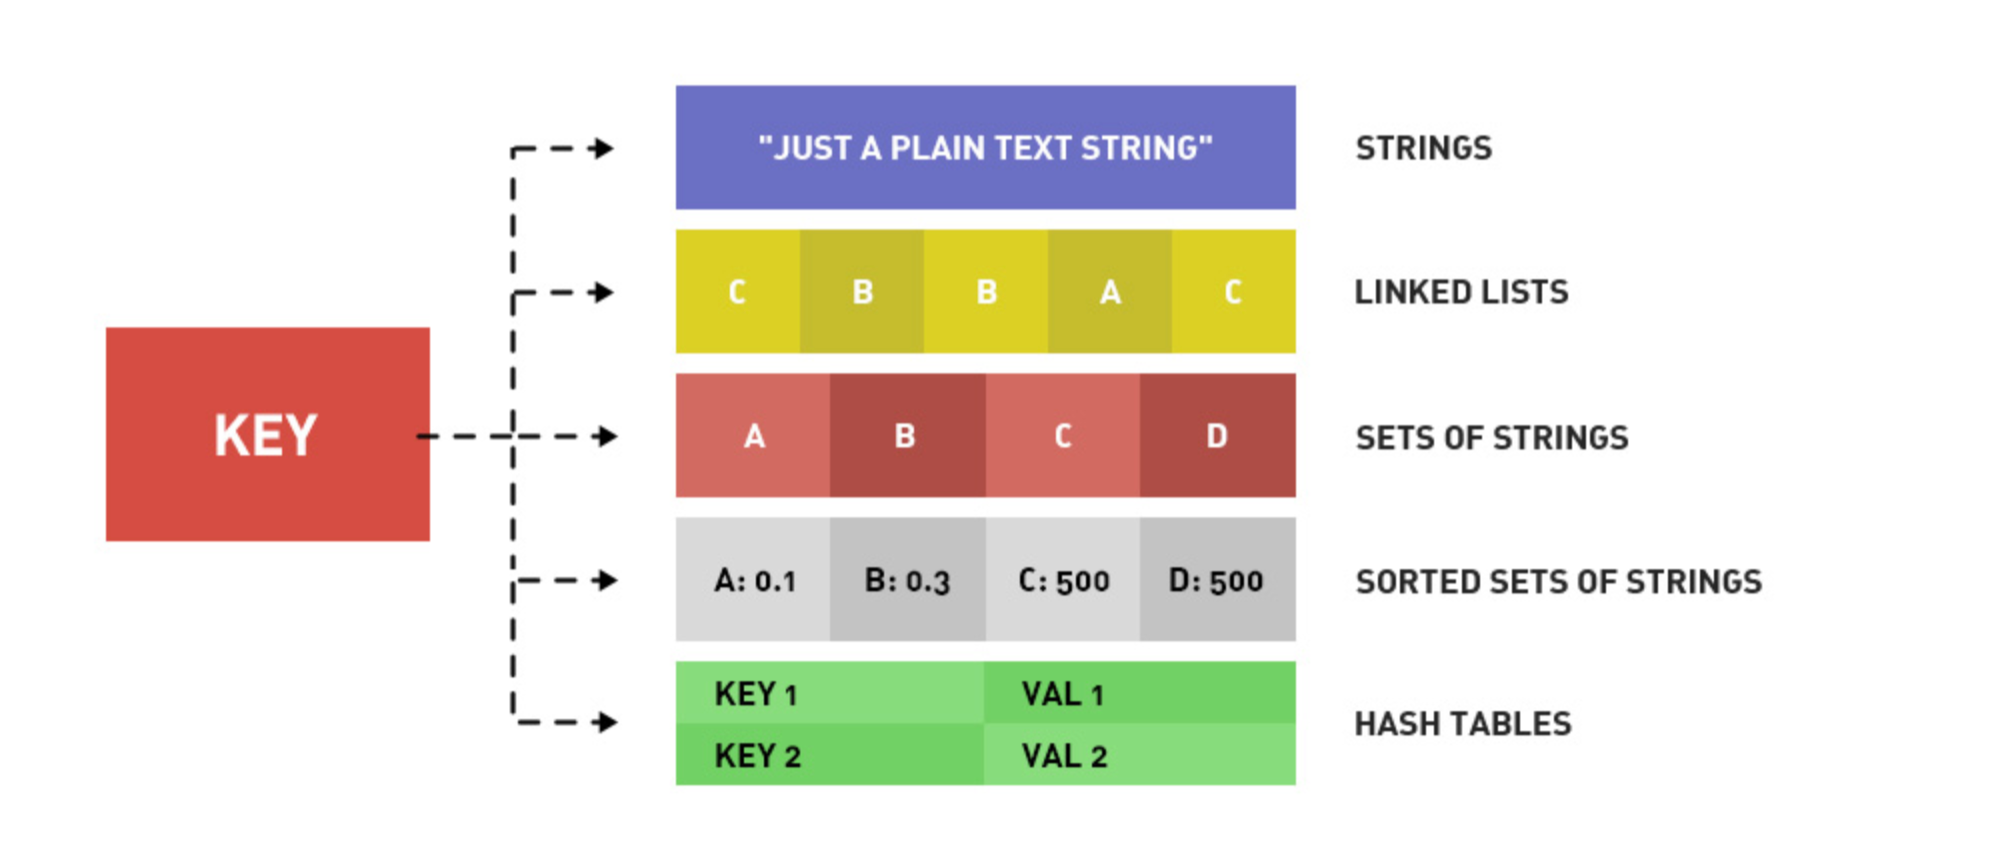 "JUST A PLAIN TEXT STRING" STRINGS
C B B A C LINKED LISTS
KEY
A B C D SETS OF STRINGS
A: 0.1 B: 0.3 C: 500 D: 500 SORTED SETS OF STRINGS
KEY 1 VAL 1
KEY 2 VAL 2
HASH TABLES